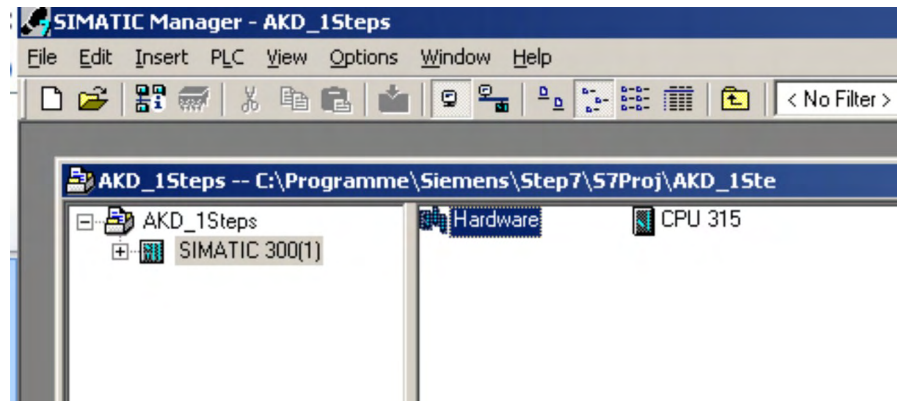 SIMATIC Manager - AKD_1Steps
File Edit Insert PLC View Options Window Help
< No Filter >
AKD_1Steps -- C:\Programme\Siemens\Step7\S7Proj\AKD_1Ste
AKD_1Steps
SIMATIC 300(1)
Hardware
CPU 315